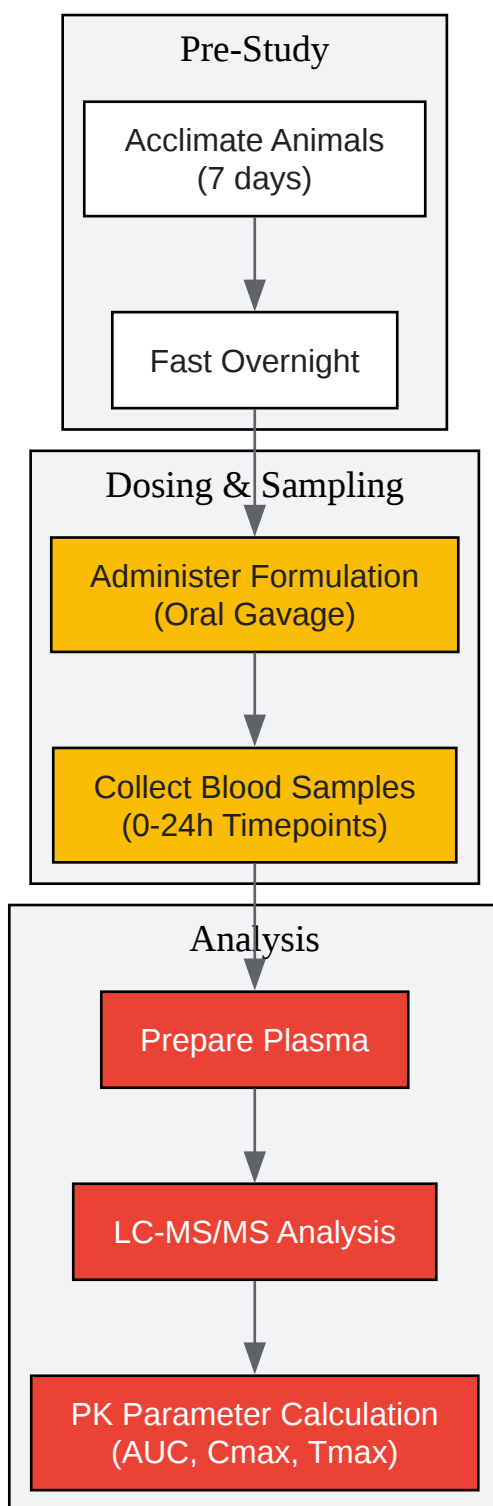 Pre-Study
Acclimate Animals
(7 days)
Fast Overnight
Dosing & Sampling
Administer Formulation
(Oral Gavage)
Collect Blood Samples
(0-24h Timepoints)
Analysis
Prepare Plasma
LC-MS/MS Analysis
PK Parameter Calculation
(AUC, Cmax, Tmax)